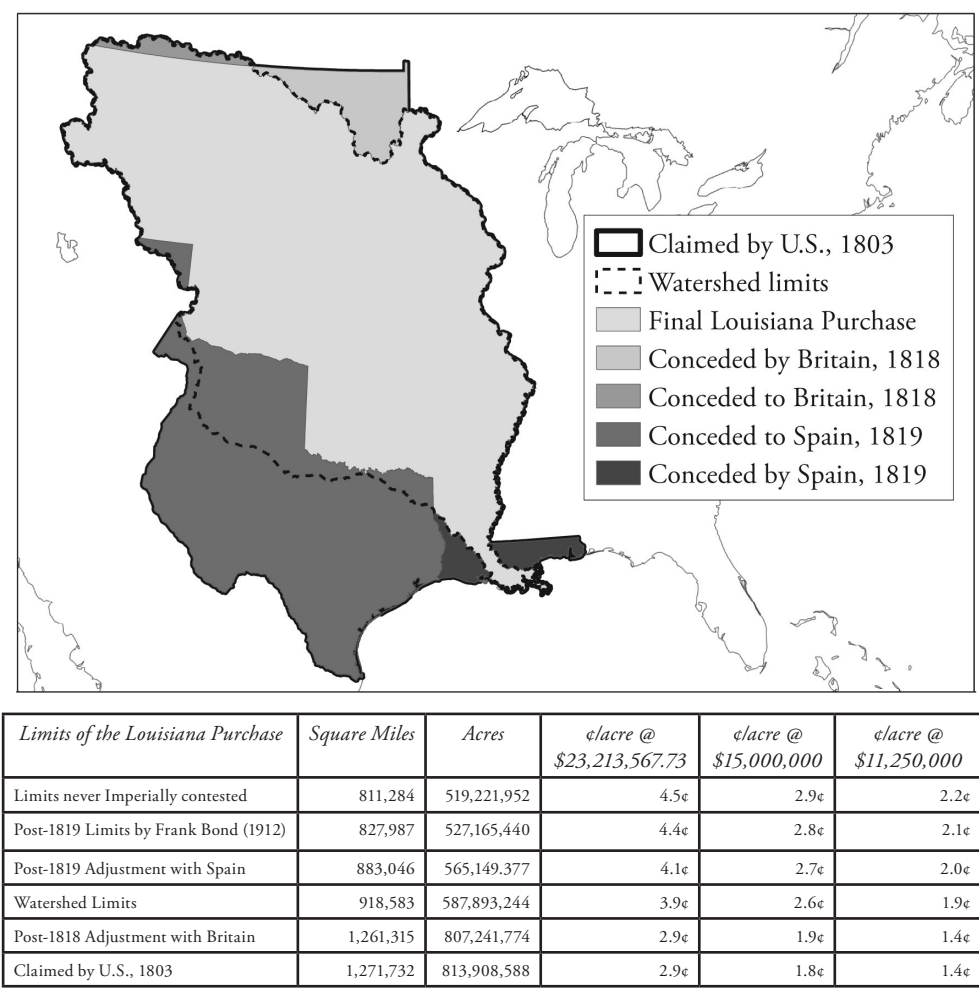 Claimed by U.S., 1803
Watershed limits
Final Louisiana Purchase
Conceded by Britain, 1818
Conceded to Britain, 1818
Conceded to Spain, 1819
Conceded by Spain, 1819
Limits of the Louisiana Purchase Square Miles Acres ¢/acre @ $23,213,567.73 ¢/acre @ $15,000,000 ¢/acre @ $11,250,000
Limits never Imperially contested 811,284 519,221,952 4.5¢ 2.9¢ 2.2¢
Post-1819 Limits by Frank Bond (1912) 827,987 527,165,440 4.4¢ 2.8¢ 2.1¢
Post-1819 Adjustment with Spain 883,046 565,149.377 4.1¢ 2.7¢ 2.0¢
Watershed Limits 918,583 587,893,244 3.9¢ 2.6¢ 1.9¢
Post-1818 Adjustment with Britain 1,261,315 807,241,774 2.9¢ 1.9¢ 1.4¢
Claimed by U.S., 1803 1,271,732 813,908,588 2.9¢ 1.8¢ 1.4¢